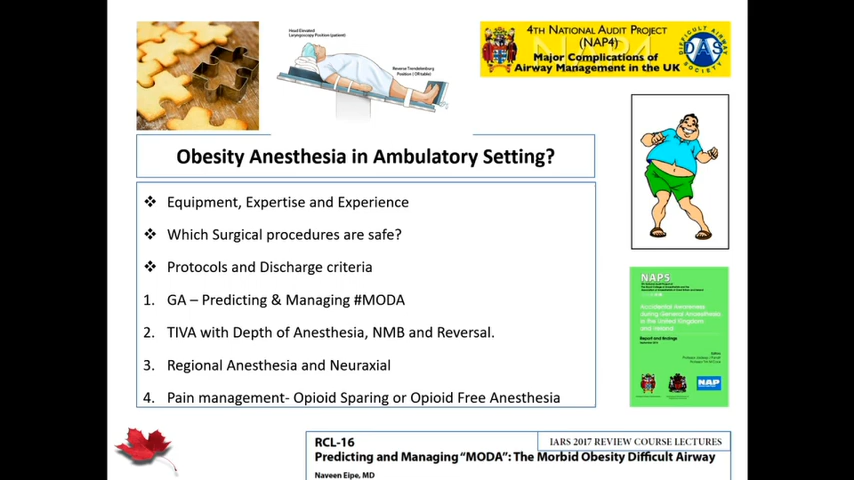 Head Elevated
Laryngoscopy Position (patient)
Reverse Trendelenburg
Position ( OR table)
4TH NATIONAL AUDIT PROJECT
(NAP4)
Major Complications of
Airway Management in the UK
DIFFICULT AIRWAY
DAS
SOCIETY
Obesity Anesthesia in Ambulatory Setting?
❖ Equipment, Expertise and Experience
❖ Which Surgical procedures are safe?
❖ Protocols and Discharge criteria
1. GA – Predicting & Managing #MODA
2. TIVA with Depth of Anesthesia, NMB and Reversal.
3. Regional Anesthesia and Neuraxial
4. Pain management- Opioid Sparing or Opioid Free Anesthesia
NAP5
Accidental Awareness
during General Anaesthesia
in the United Kingdom
and Ireland
Report and findings
Editors
NAP
RCL-16
IARS 2017 REVIEW COURSE LECTURES
Predicting and Managing “MODA”: The Morbid Obesity Difficult Airway
Naveen Eipe, MD